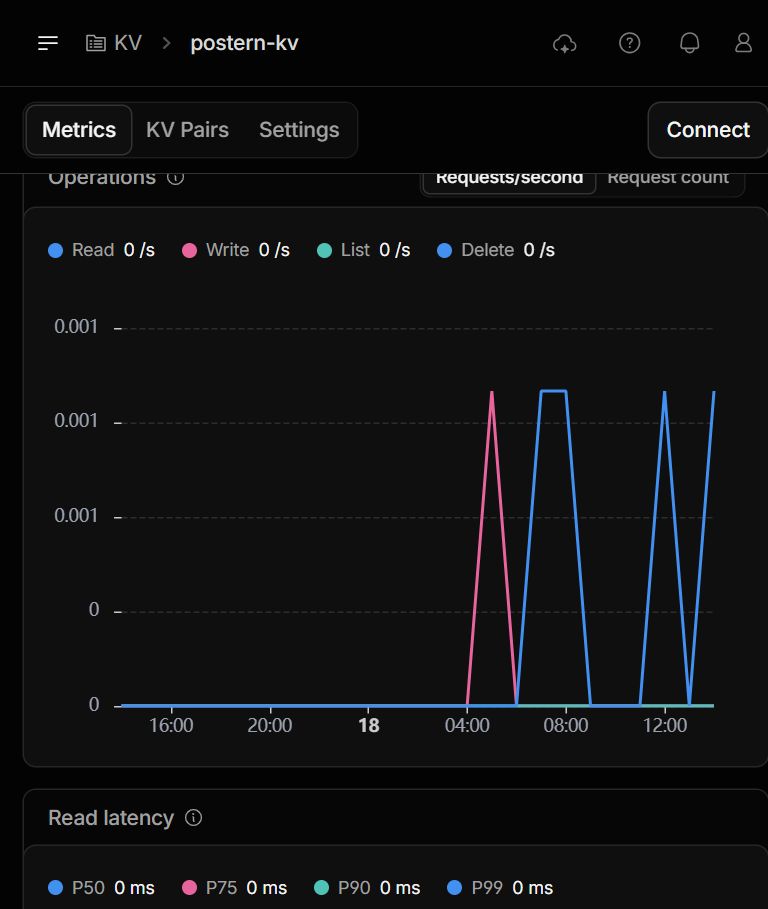 KV > postern-kv
Metrics KV Pairs Settings Connect
Operations Requests/second Request count
Read 0 /s Write 0 /s List 0 /s Delete 0 /s
0.001
0.001
0.001
0
0
16:00 20:00 18 04:00 08:00 12:00
Read latency
P50 0 ms P75 0 ms P90 0 ms P99 0 ms